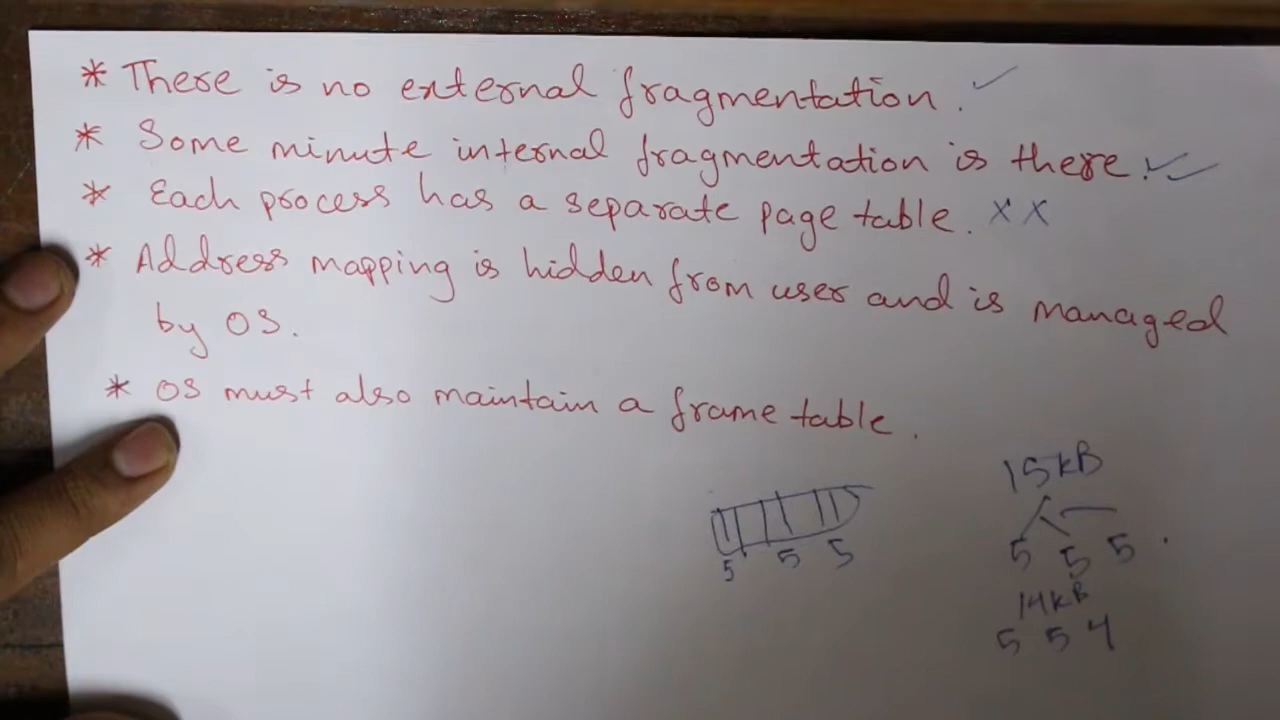 * There is no external fragmentation.
* Some minute internal fragmentation is there.
* Each process has a separate page table. x x
* Address mapping is hidden from user and is managed
by OS.
* OS must also maintain a frame table.
15kB
5 5 5
5 5 5 .
14kB
5 5 4